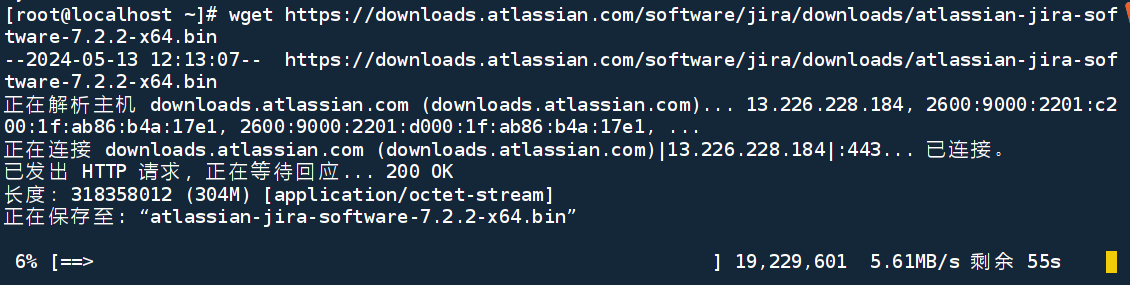 [root@localhost ~]# wget https://downloads.atlassian.com/software/jira/downloads/atlassian-jira-sof
tware-7.2.2-x64.bin
--2024-05-13 12:13:07--  https://downloads.atlassian.com/software/jira/downloads/atlassian-jira-sof
tware-7.2.2-x64.bin
正在解析主机 downloads.atlassian.com (downloads.atlassian.com)... 13.226.228.184, 2600:9000:2201:c2
00:1f:ab86:b4a:17e1, 2600:9000:2201:d000:1f:ab86:b4a:17e1, ...
正在连接 downloads.atlassian.com (downloads.atlassian.com)|13.226.228.184|:443... 已连接。
已发出 HTTP 请求，正在等待回应... 200 OK
长度：318358012 (304M) [application/octet-stream]
正在保存至: “atlassian-jira-software-7.2.2-x64.bin”
6% [==> ] 19,229,601  5.61MB/s 剩余 55s